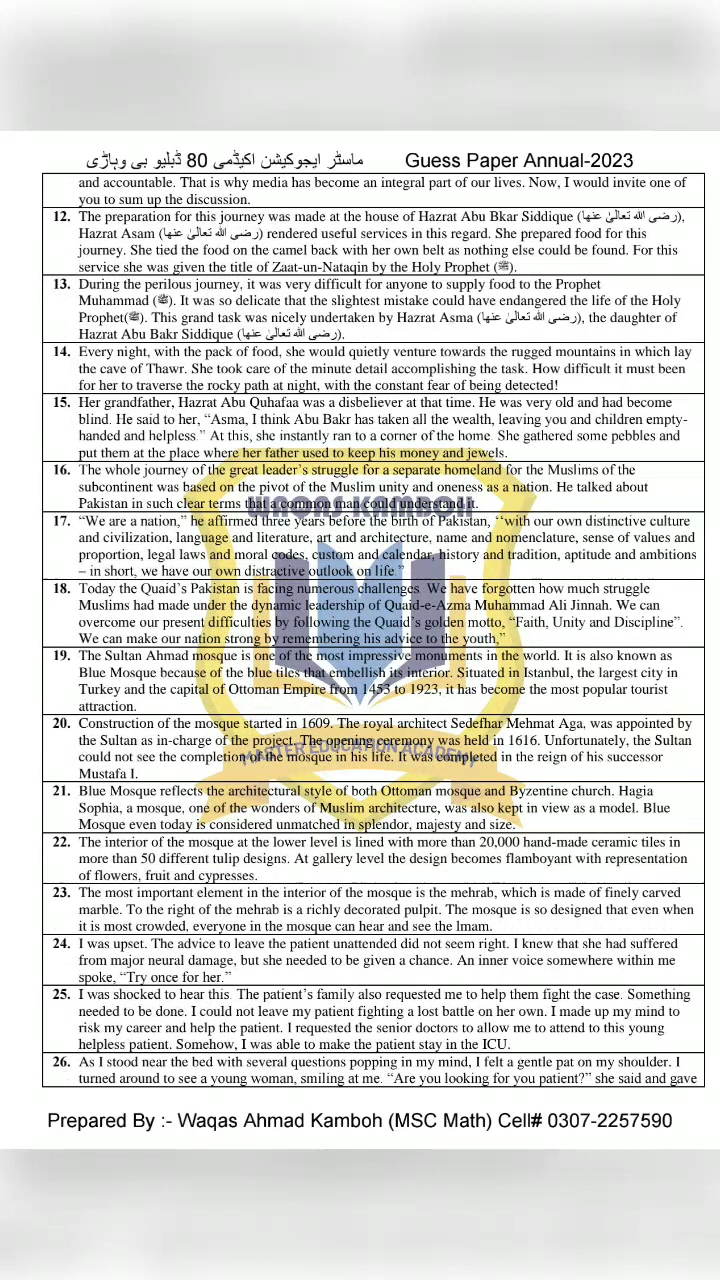 ماسٹر ایجوکیشن اکیڈمی 80 ڈبلیو بی وہاڑی Guess Paper Annual-2023
and accountable. That is why media has become an integral part of our lives. Now, I would invite one of
you to sum up the discussion.
12. The preparation for this journey was made at the house of Hazrat Abu Bkar Siddique (رضی اللہ تعالیٰ عنھا),
Hazrat Asam (رضی اللہ تعالیٰ عنھا) rendered useful services in this regard. She prepared food for this
journey. She tied the food on the camel back with her own belt as nothing else could be found. For this
service she was given the title of Zaat-un-Nataqin by the Holy Prophet (ﷺ).
13. During the perilous journey, it was very difficult for anyone to supply food to the Prophet
Muhammad (ﷺ). It was so delicate that the slightest mistake could have endangered the life of the Holy
Prophet(ﷺ). This grand task was nicely undertaken by Hazrat Asma (رضی اللہ تعالیٰ عنھا), the daughter of
Hazrat Abu Bakr Siddique (رضی اللہ تعالیٰ عنھا).
14. Every night, with the pack of food, she would quietly venture towards the rugged mountains in which lay
the cave of Thawr. She took care of the minute detail accomplishing the task. How difficult it must been
for her to traverse the rocky path at night, with the constant fear of being detected!
15. Her grandfather, Hazrat Abu Quhafaa was a disbeliever at that time. He was very old and had become
blind. He said to her, “Asma, I think Abu Bakr has taken all the wealth, leaving you and children empty-
handed and helpless.” At this, she instantly ran to a corner of the home. She gathered some pebbles and
put them at the place where her father used to keep his money and jewels.
16. The whole journey of the great leader’s struggle for a separate homeland for the Muslims of the
subcontinent was based on the pivot of the Muslim unity and oneness as a nation. He talked about
Pakistan in such clear terms that a common man could understand it.
WAQAS KAMBOH
17. “We are a nation,” he affirmed three years before the birth of Pakistan, ‘‘with our own distinctive culture
and civilization, language and literature, art and architecture, name and nomenclature, sense of values and
proportion, legal laws and moral codes, custom and calendar, history and tradition, aptitude and ambitions
– in short, we have our own distractive outlook on life.”
18. Today the Quaid’s Pakistan is facing numerous challenges. We have forgotten how much struggle
Muslims had made under the dynamic leadership of Quaid-e-Azma Muhammad Ali Jinnah. We can
overcome our present difficulties by following the Quaid’s golden motto, “Faith, Unity and Discipline”.
We can make our nation strong by remembering his advice to the youth,”
19. The Sultan Ahmad mosque is one of the most impressive monuments in the world. It is also known as
Blue Mosque because of the blue tiles that embellish its interior. Situated in Istanbul, the largest city in
Turkey and the capital of Ottoman Empire from 1453 to 1923, it has become the most popular tourist
attraction.
20. Construction of the mosque started in 1609. The royal architect Sedefhar Mehmat Aga, was appointed by
the Sultan as in-charge of the project. The opening ceremony was held in 1616. Unfortunately, the Sultan
could not see the completion of the mosque in his life. It was completed in the reign of his successor
Mustafa I.
MASTER EDUCATION ACADEMY
21. Blue Mosque reflects the architectural style of both Ottoman mosque and Byzentine church. Hagia
Sophia, a mosque, one of the wonders of Muslim architecture, was also kept in view as a model. Blue
Mosque even today is considered unmatched in splendor, majesty and size.
22. The interior of the mosque at the lower level is lined with more than 20,000 hand-made ceramic tiles in
more than 50 different tulip designs. At gallery level the design becomes flamboyant with representation
of flowers, fruit and cypresses.
23. The most important element in the interior of the mosque is the mehrab, which is made of finely carved
marble. To the right of the mehrab is a richly decorated pulpit. The mosque is so designed that even when
it is most crowded, everyone in the mosque can hear and see the lmam.
24. I was upset. The advice to leave the patient unattended did not seem right. I knew that she had suffered
from major neural damage, but she needed to be given a chance. An inner voice somewhere within me
spoke, “Try once for her.”
25. I was shocked to hear this. The patient’s family also requested me to help them fight the case. Something
needed to be done. I could not leave my patient fighting a lost battle on her own. I made up my mind to
risk my career and help the patient. I requested the senior doctors to allow me to attend to this young
helpless patient. Somehow, I was able to make the patient stay in the ICU.
26. As I stood near the bed with several questions popping in my mind, I felt a gentle pat on my shoulder. I
turned around to see a young woman, smiling at me. “Are you looking for you patient?” she said and gave
Prepared By :- Waqas Ahmad Kamboh (MSC Math) Cell# 0307-2257590